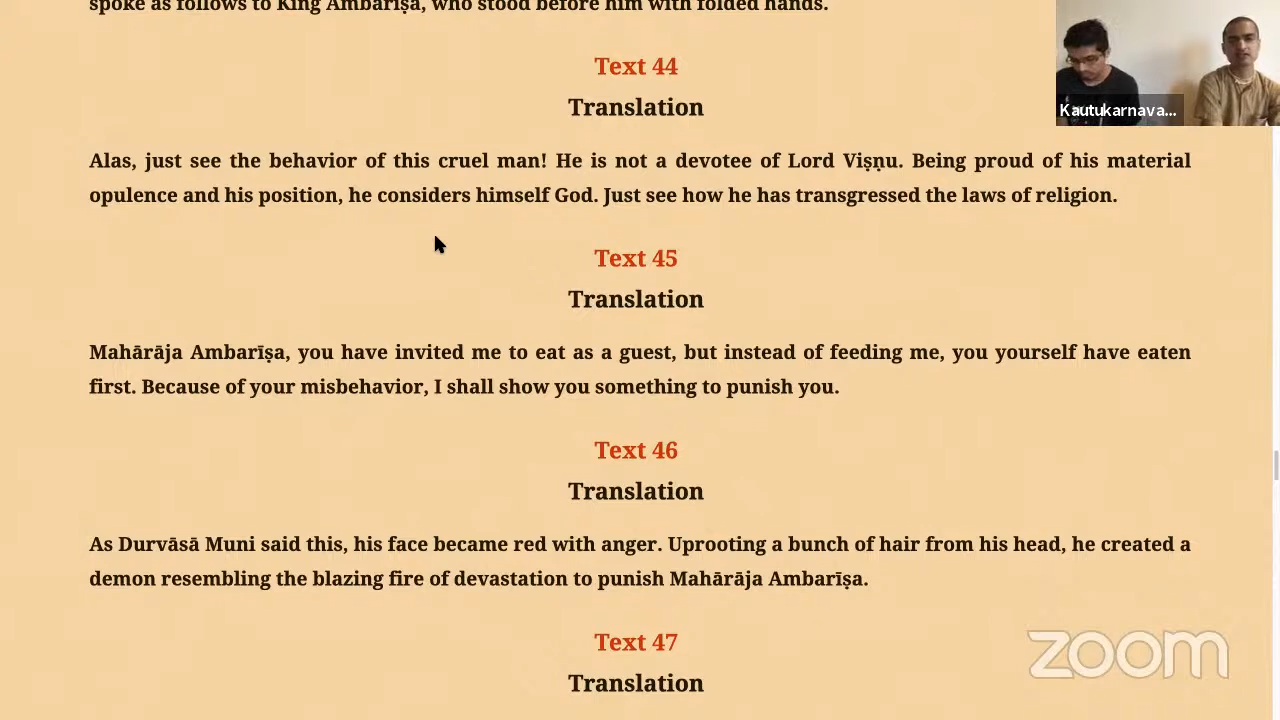 spoke as follows to King Ambarīṣa, who stood before him with folded hands.
Text 44
Translation
Kautukarnava...
Alas, just see the behavior of this cruel man! He is not a devotee of Lord Viṣṇu. Being proud of his material
opulence and his position, he considers himself God. Just see how he has transgressed the laws of religion.
Text 45
Translation
Mahārāja Ambarīṣa, you have invited me to eat as a guest, but instead of feeding me, you yourself have eaten
first. Because of your misbehavior, I shall show you something to punish you.
Text 46
Translation
As Durvāsā Muni said this, his face became red with anger. Uprooting a bunch of hair from his head, he created a
demon resembling the blazing fire of devastation to punish Mahārāja Ambarīṣa.
Text 47
Translation
zoom